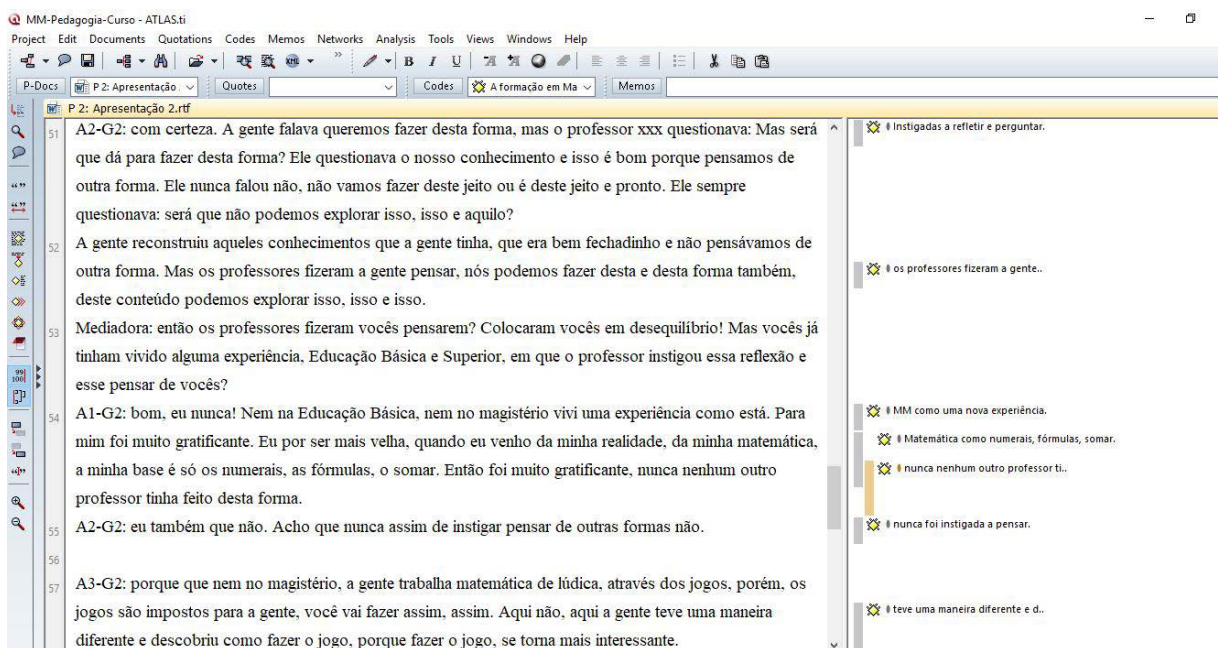 MM-Pedagogia-Curso - ATLAS.ti
Project Edit Documents Quotations Codes Memos Networks Analysis Tools Views Windows Help
B I U A A
P-Docs P 2: Apresentação . Quotes Codes A formação em Ma Memos
P 2: Apresentação 2.rtf
51 A2-G2: com certeza. A gente falava queremos fazer desta forma, mas o professor xxx questionava: Mas será
Instigadas a refletir e perguntar.
que dá para fazer desta forma? Ele questionava o nosso conhecimento e isso é bom porque pensamos de
outra forma. Ele nunca falou não, não vamos fazer deste jeito ou é deste jeito e pronto. Ele sempre
questionava: será que não podemos explorar isso, isso e aquilo?
52 A gente reconstruiu aqueles conhecimentos que a gente tinha, que era bem fechadinho e não pensávamos de
outra forma. Mas os professores fizeram a gente pensar, nós podemos fazer desta e desta forma também,
os professores fizeram a gente..
deste conteúdo podemos explorar isso, isso e isso.
53 Mediadora: então os professores fizeram vocês pensarem? Colocaram vocês em desequilíbrio! Mas vocês já
tinham vivido alguma experiência, Educação Básica e Superior, em que o professor instigou essa reflexão e
esse pensar de vocês?
54 A1-G2: bom, eu nunca! Nem na Educação Básica, nem no magistério vivi uma experiência como está. Para
MM como uma nova experiência.
mim foi muito gratificante. Eu por ser mais velha, quando eu venho da minha realidade, da minha matemática,
Matemática como numerais, fórmulas, somar.
a minha base é só os numerais, as fórmulas, o somar. Então foi muito gratificante, nunca nenhum outro
nunca nenhum outro professor ti..
professor tinha feito desta forma.
55 A2-G2: eu também que não. Acho que nunca assim de instigar pensar de outras formas não.
nunca foi instigada a pensar.
56
57 A3-G2: porque que nem no magistério, a gente trabalha matemática de lúdica, através dos jogos, porém, os
jogos são impostos para a gente, você vai fazer assim, assim. Aqui não, aqui a gente teve uma maneira
teve uma maneira diferente e d..
diferente e descobriu como fazer o jogo, porque fazer o jogo, se torna mais interessante.